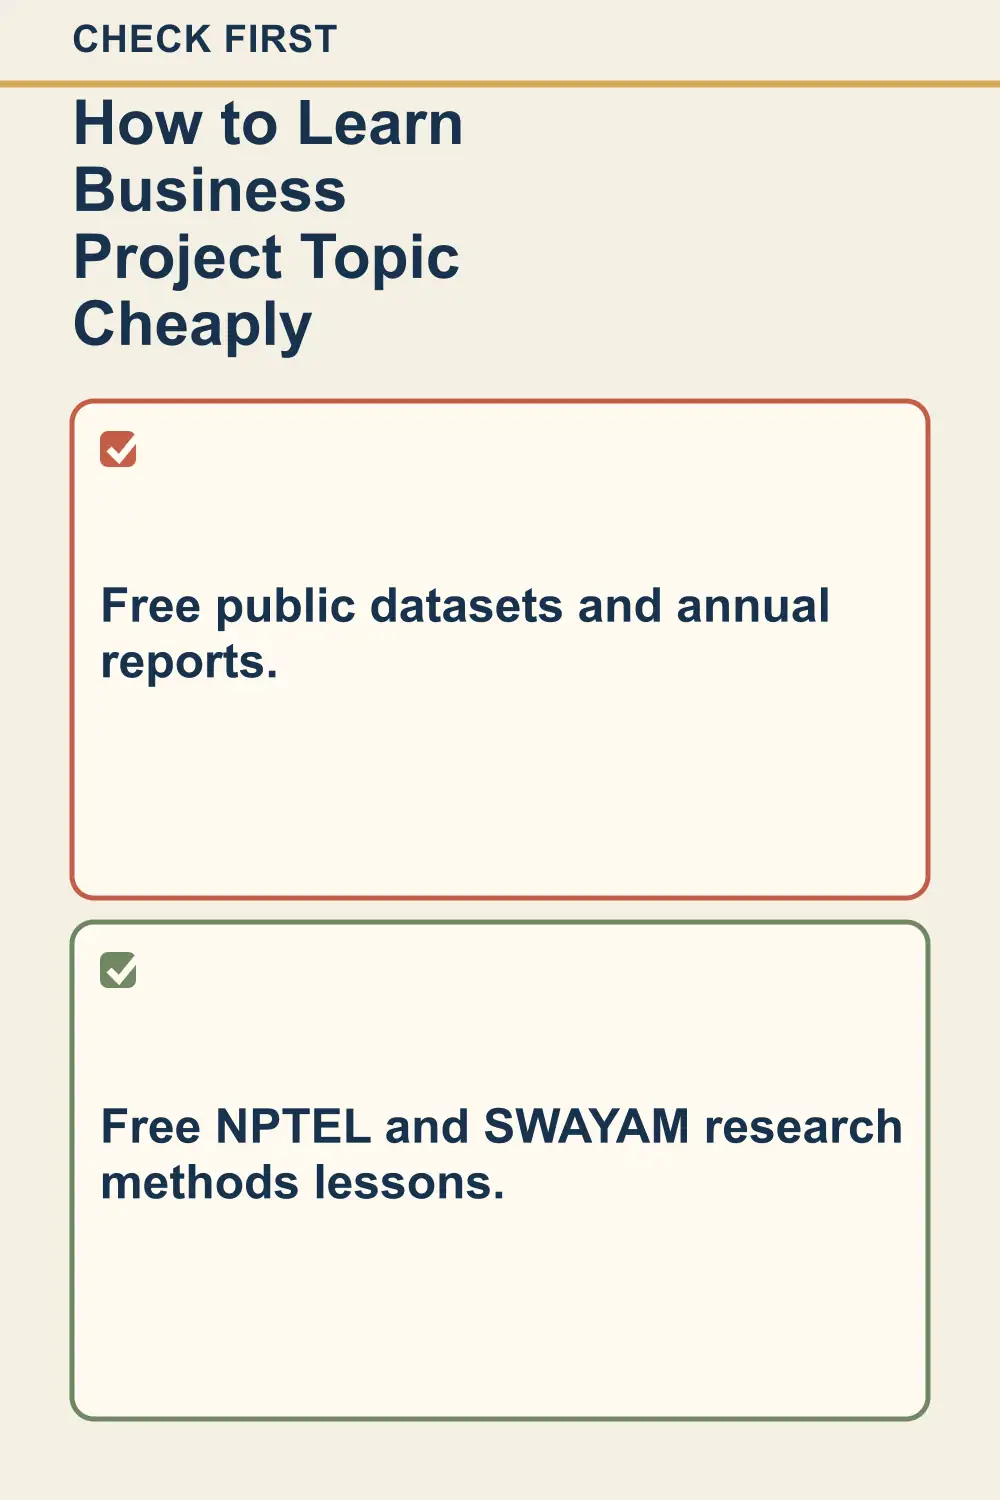 CHECK FIRST
How to Learn
Business
Project Topic
Cheaply
Free public datasets and annual
reports.
Free NPTEL and SWAYAM research
methods lessons.